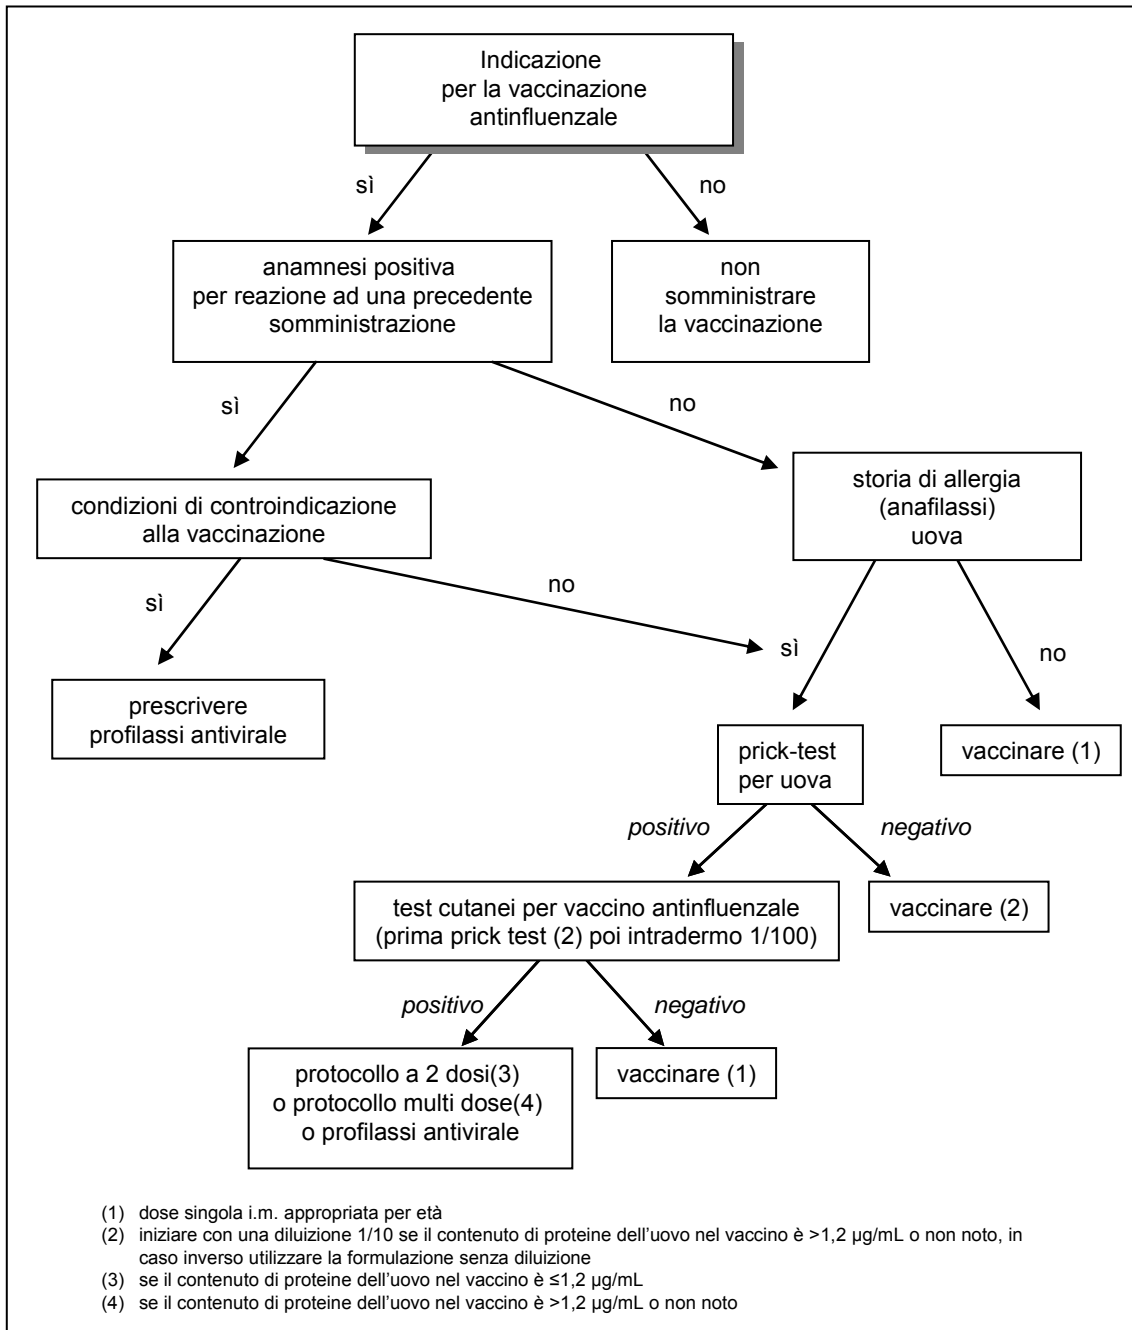 Indicazione
per la vaccinazione
antinfluenzale
sì
no
anamnesi positiva
per reazione ad una precedente
somministrazione
non
somministrare
la vaccinazione
sì
no
condizioni di controindicazione
alla vaccinazione
storia di allergia
(anafilassi)
uova
sì
no
sì
no
prescrivere
profilassi antivirale
prick-test
per uova
vaccinare (1)
positivo
negativo
test cutanei per vaccino antinfluenzale
(prima prick test (2) poi intradermo 1/100)
vaccinare (2)
positivo
negativo
protocollo a 2 dosi(3)
o protocollo multi dose(4)
o profilassi antivirale
vaccinare (1)
(1) dose singola i.m. appropriata per età
(2) iniziare con una diluizione 1/10 se il contenuto di proteine dell’uovo nel vaccino è >1,2 µg/mL o non noto, in
caso inverso utilizzare la formulazione senza diluizione
(3) se il contenuto di proteine dell’uovo nel vaccino è ≤1,2 µg/mL
(4) se il contenuto di proteine dell’uovo nel vaccino è >1,2 µg/mL o non noto